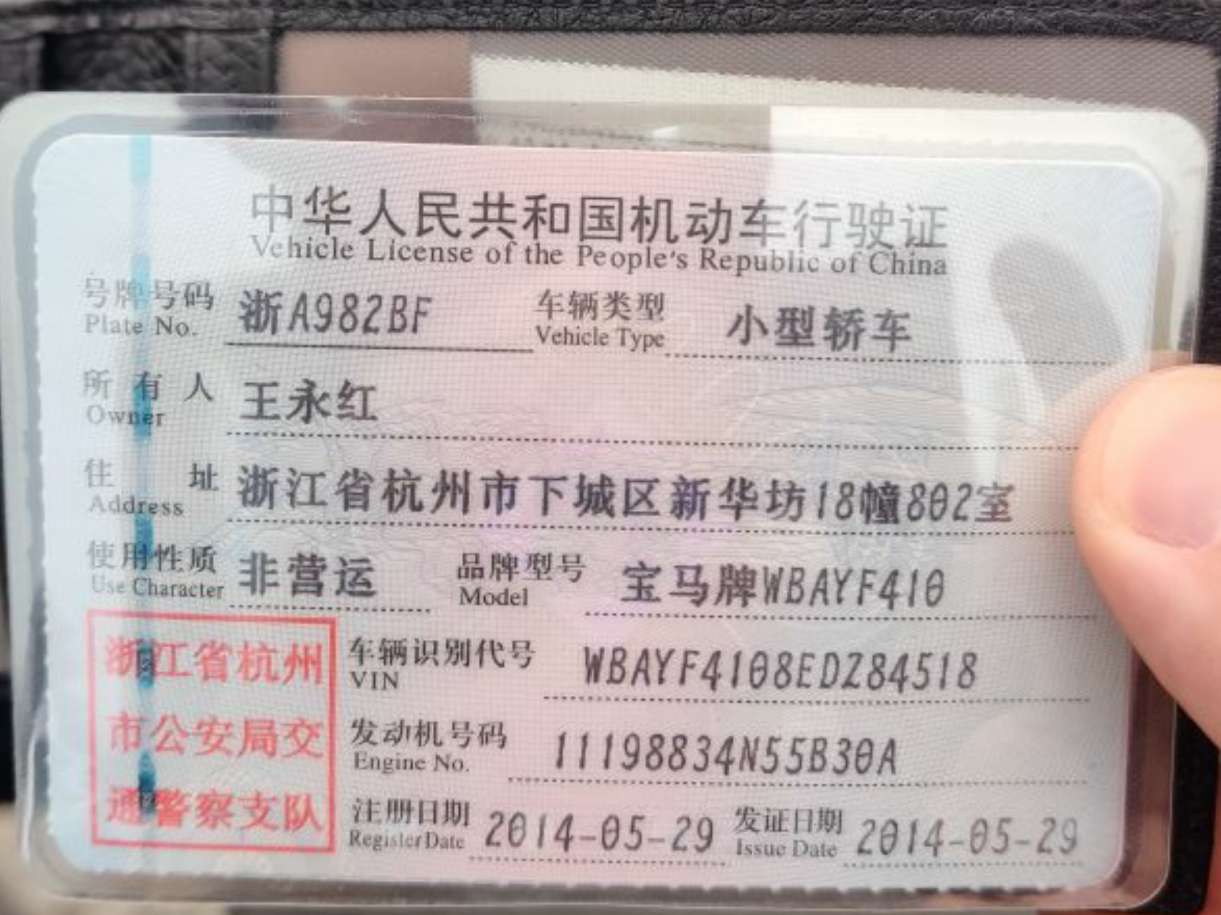 中华人民共和国机动车行驶证
Vehicle License of the People's Republic of China
号牌号码 浙A982BF 车辆类型 小型轿车
Plate No. Vehicle Type
所有人 王永红
Owner
住址 浙江省杭州市下城区新华坊18幢802室
Address
使用性质 非营运 品牌型号 宝马牌WBAYF410
Use Character Model
浙江省杭州 车辆识别代号 WBAYF4108EDZ84518
VIN
市公安局交 发动机号码 11198834N55B30A
Engine No.
通警察支队 注册日期 2014-05-29 发证日期 2014-05-29
Register Date Issue Date